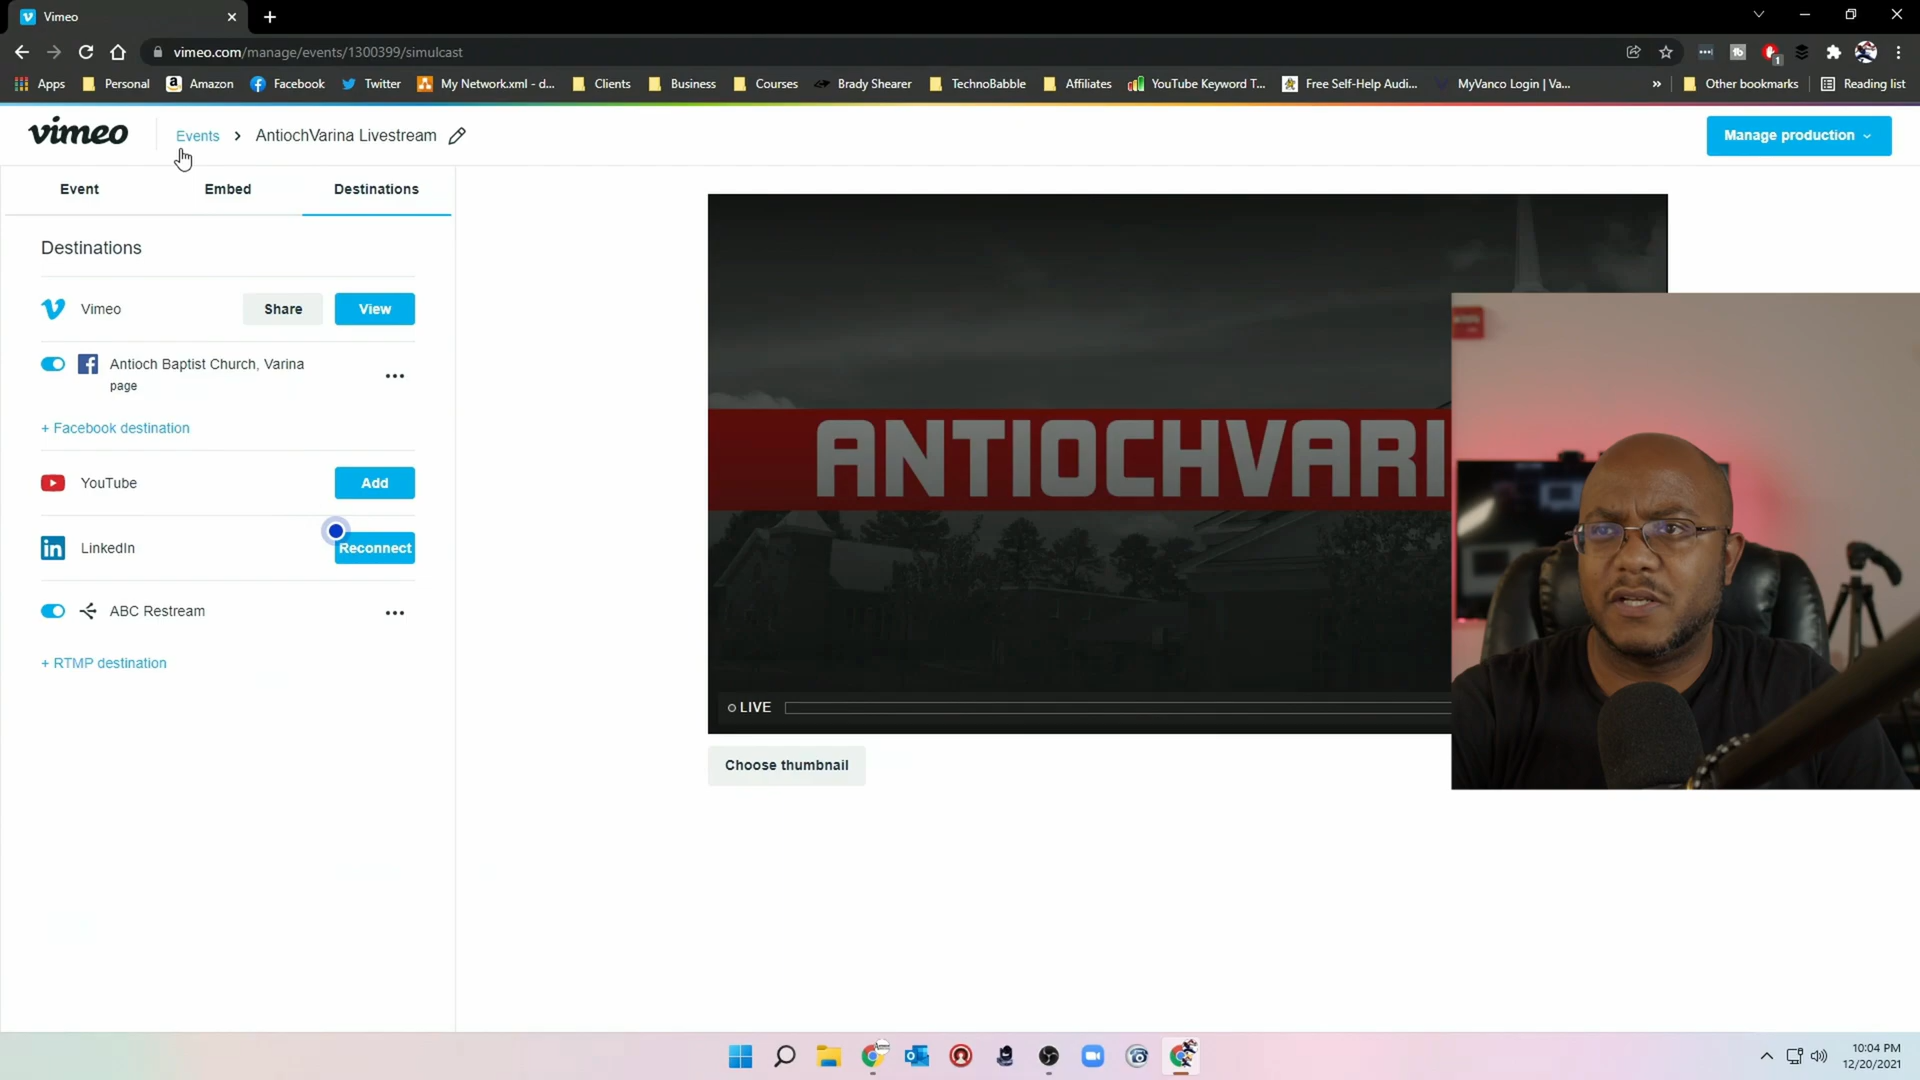 Vimeo
vimeo.com/manage/events/1300399/simulcast
Apps Personal Amazon Facebook Twitter My Network.xml - d... Clients Business Courses Brady Shearer TechnoBabble Affiliates YouTube Keyword T... Free Self-Help Audi... MyVanco Login | Va... » Other bookmarks Reading list
vimeo Events > AntiochVarina Livestream Manage production
Event Embed Destinations
Destinations
Vimeo Share View
Antioch Baptist Church, Varina
page
+ Facebook destination
YouTube Add
LinkedIn Reconnect
ABC Restream
+ RTMP destination
ANTIOCHVARI
LIVE
Choose thumbnail
10:04 PM
12/20/2021